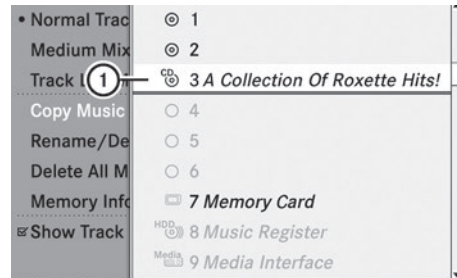 • Normal Trac
Medium Mix
Track L
Copy Music
Rename/De
Delete All M
Memory Info
Show Track
1
2
CD 3 A Collection Of Roxette Hits!
1
4
5
6
7 Memory Card
HDD 8 Music Register
Media 9 Media Interface